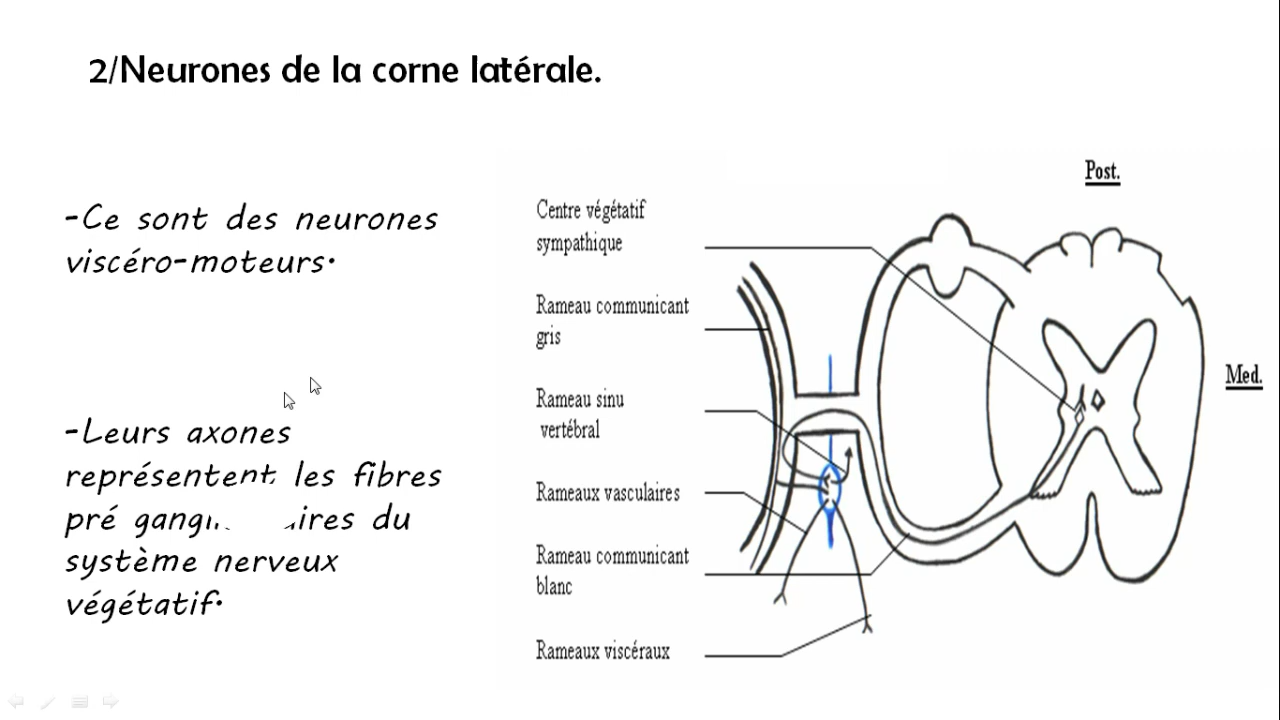 2/Neurones de la corne latérale.
-Ce sont des neurones
viscéro-moteurs.
-Leurs axones
représentent les fibres
pré du
système nerveux
végétatif.
Post.
Centre végétatif
sympathique
Rameau communicant
gris
Rameau sinu
vertébral
Rameaux vasculaires
Rameau communicant
blanc
Rameaux viscéraux
Med.